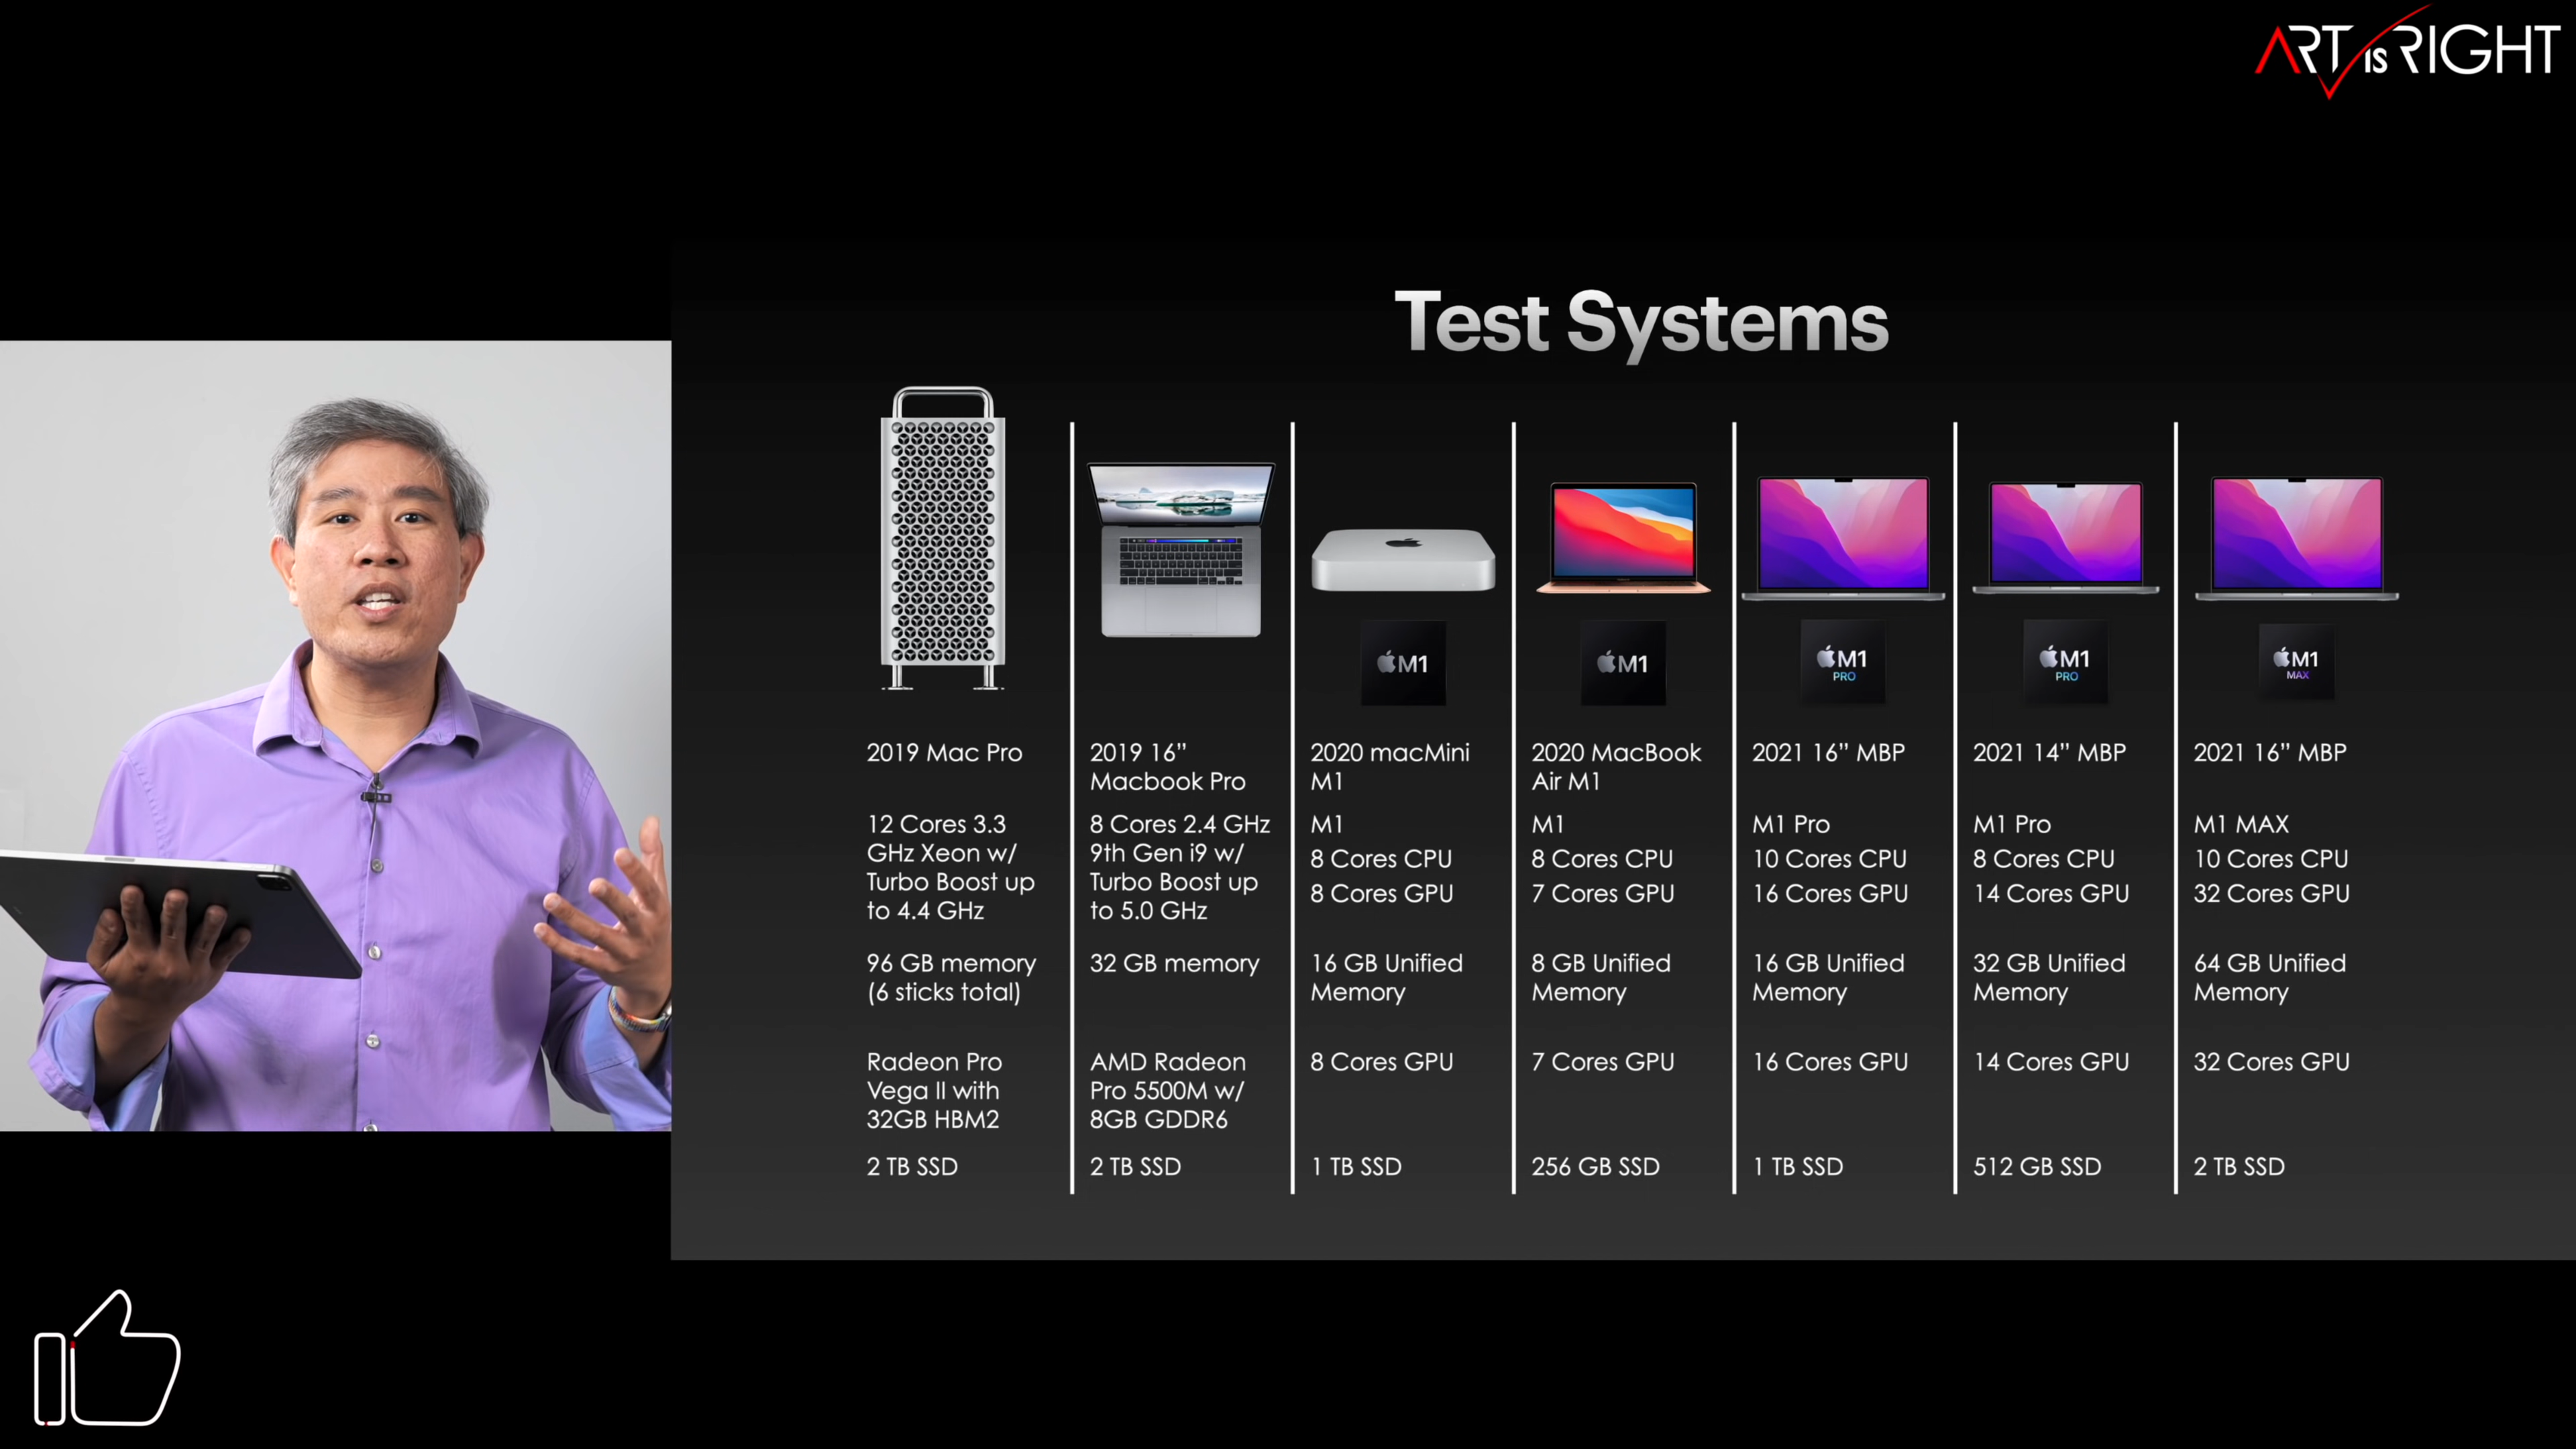 ART IS RIGHT
Test Systems
M1
M1
M1
PRO
M1
PRO
M1
MAX
2019 Mac Pro
12 Cores 3.3
GHz Xeon w/
Turbo Boost up
to 4.4 GHz
96 GB memory
(6 sticks total)
Radeon Pro
Vega II with
32GB HBM2
2 TB SSD
2019 16”
Macbook Pro
8 Cores 2.4 GHz
9th Gen i9 w/
Turbo Boost up
to 5.0 GHz
32 GB memory
AMD Radeon
Pro 5500M w/
8GB GDDR6
2 TB SSD
2020 macMini
M1
M1
8 Cores CPU
8 Cores GPU
16 GB Unified
Memory
8 Cores GPU
1 TB SSD
2020 MacBook
Air M1
M1
8 Cores CPU
7 Cores GPU
8 GB Unified
Memory
7 Cores GPU
256 GB SSD
2021 16” MBP
M1 Pro
10 Cores CPU
16 Cores GPU
16 GB Unified
Memory
16 Cores GPU
1 TB SSD
2021 14” MBP
M1 Pro
8 Cores CPU
14 Cores GPU
32 GB Unified
Memory
14 Cores GPU
512 GB SSD
2021 16” MBP
M1 MAX
10 Cores CPU
32 Cores GPU
64 GB Unified
Memory
32 Cores GPU
2 TB SSD